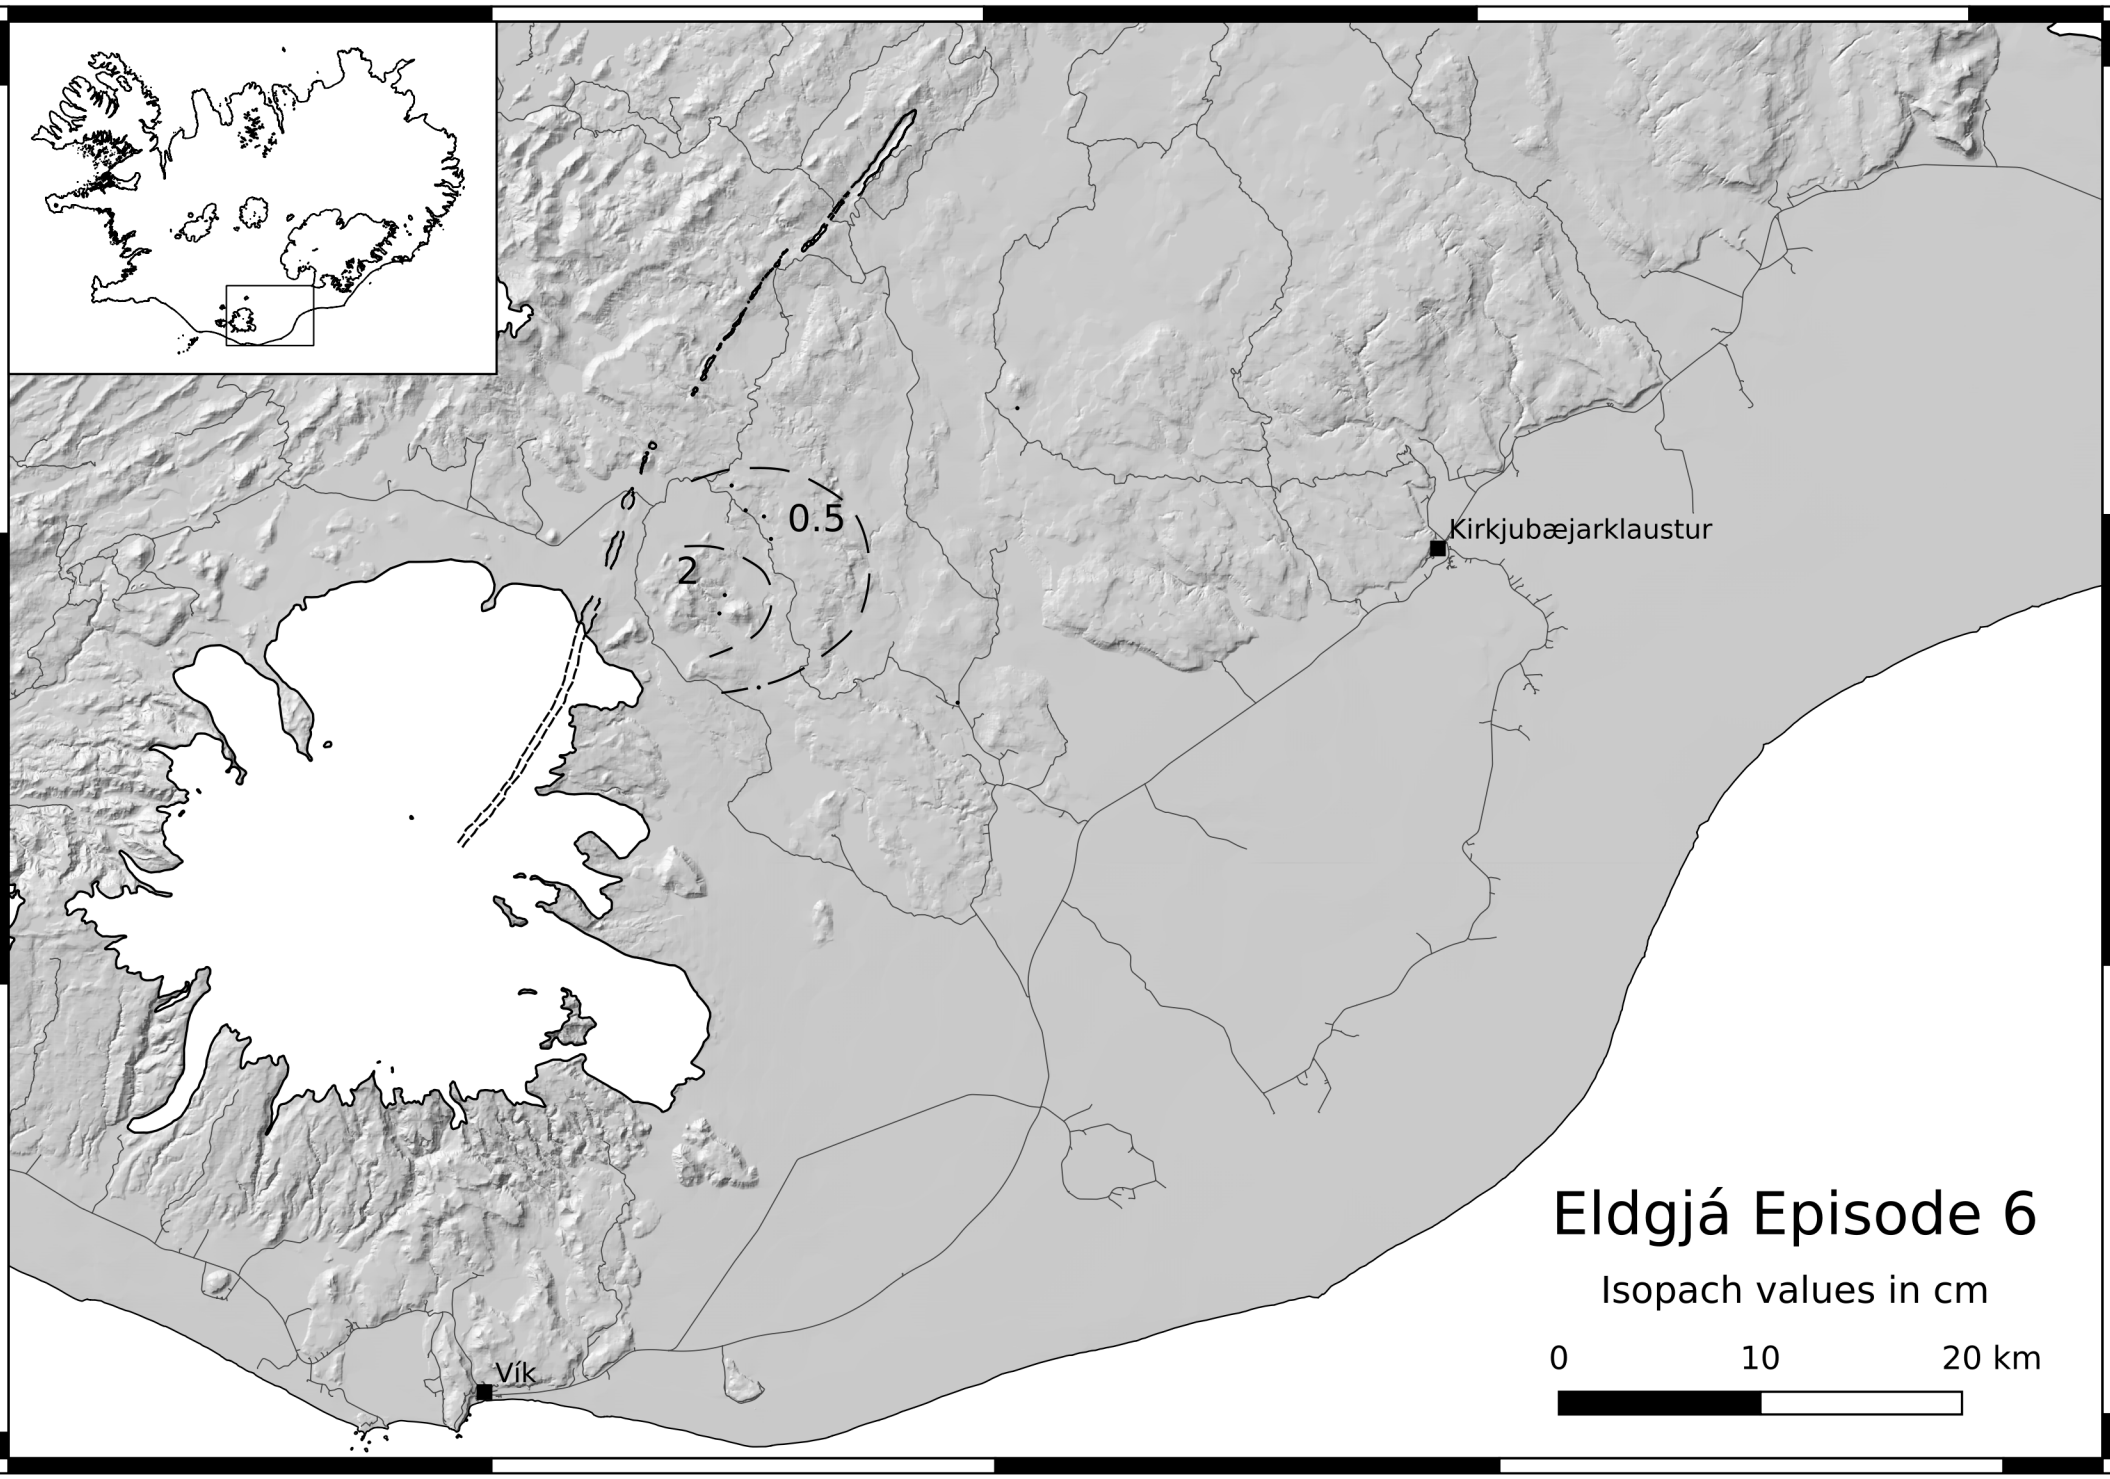 0.5
Kirkjubæjarklaustur
2
Eldgjá Episode 6
Isopach values in cm
0 10 20 km
Vík